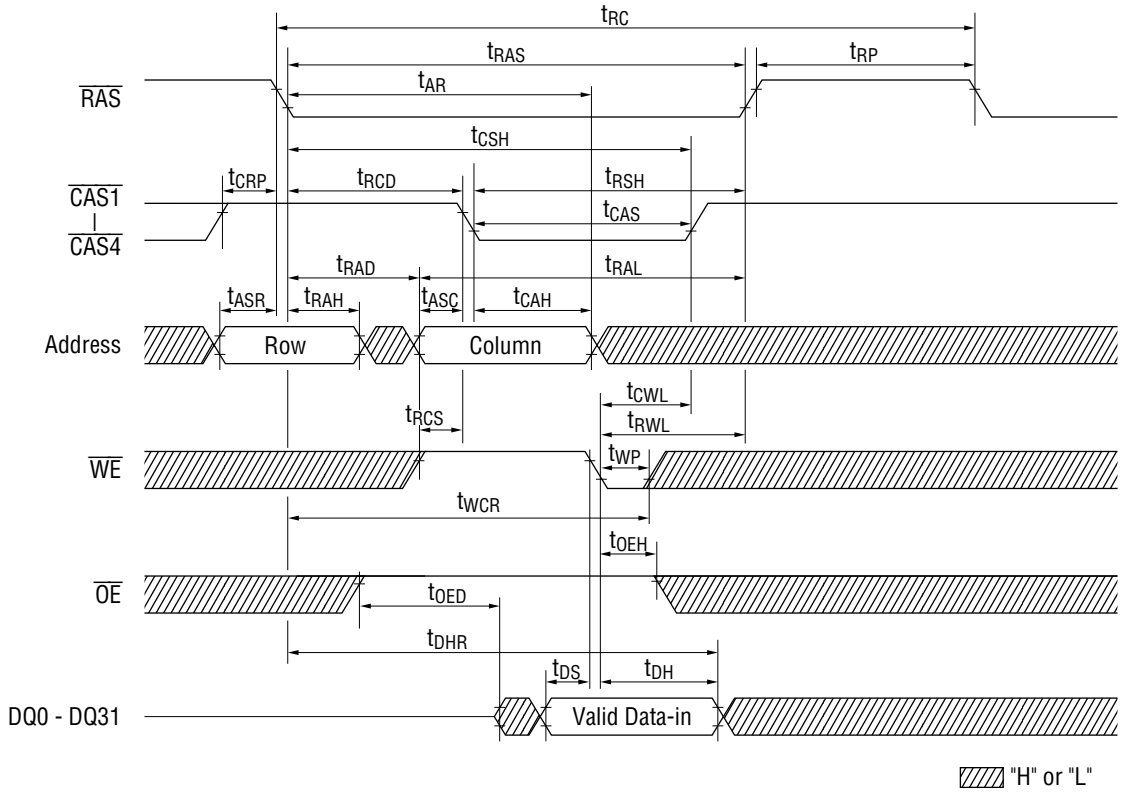 tRC
tRAS
tRP
tAR
RAS
tCSH
tCRP
tRCD
tRSH
CAS1
|
CAS4
tCAS
tRAD
tRAL
tASR
tRAH
tASC
tCAH
Address
Row
Column
tCWL
tRCS
tRWL
tWP
WE
tWCR
tOEH
OE
tOED
tDHR
tDS
tDH
DQ0 - DQ31
Valid Data-in
"H" or "L"